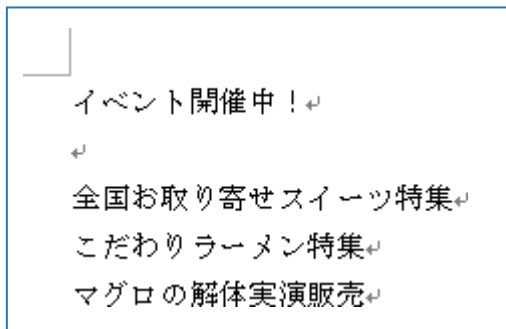 イベント開催中！
全国お取り寄せスイーツ特集
こだわりラーメン特集
マグロの解体実演販売